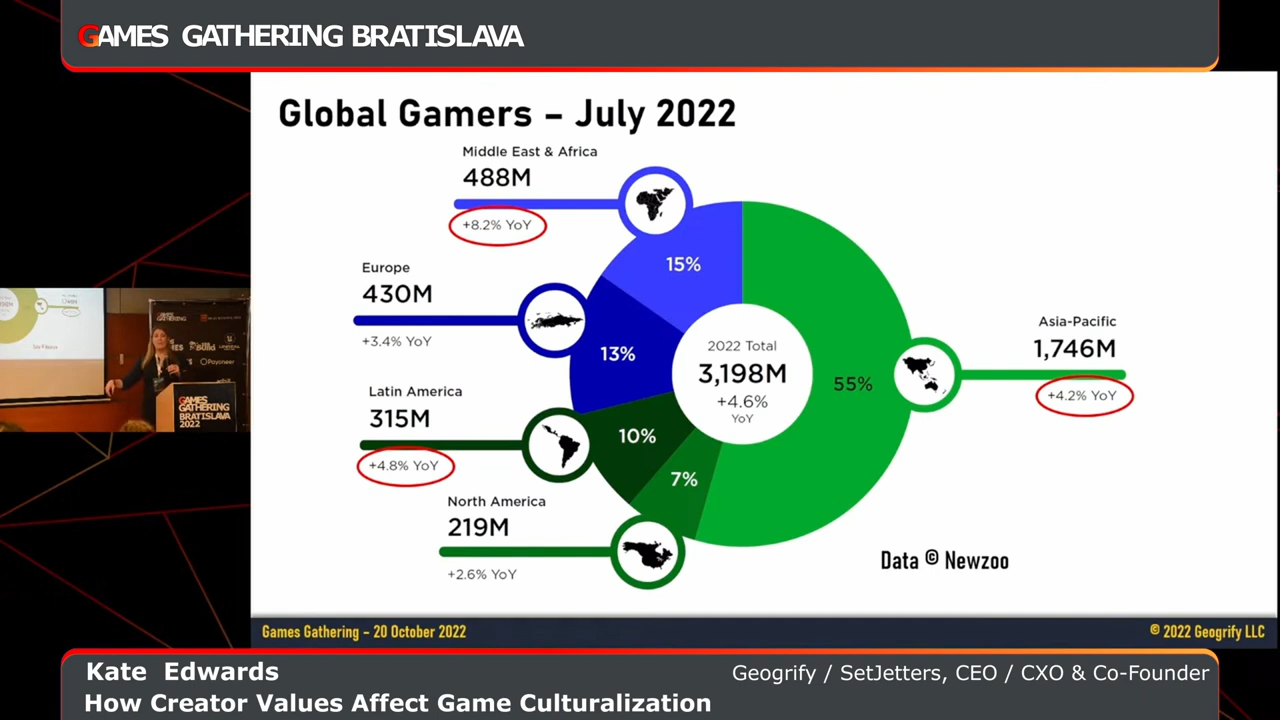 GAMES GATHERING BRATISLAVA
Global Gamers – July 2022
Middle East & Africa
488M
+8.2% YoY
15%
Europe
430M
+3.4% YoY
13%
Latin America
315M
+4.8% YoY
10%
North America
219M
+2.6% YoY
7%
2022 Total
3,198M
+4.6%
YoY
55%
Asia-Pacific
1,746M
+4.2% YoY
Data © Newzoo
GAMES
GATHERING
Payoneer
GAMES
GATHERING
BRATISLAVA
2022
Games Gathering – 20 October 2022
© 2022 Geogrify LLC
Kate Edwards
Geogrify / SetJetters, CEO / CXO & Co-Founder
How Creator Values Affect Game Culturalization